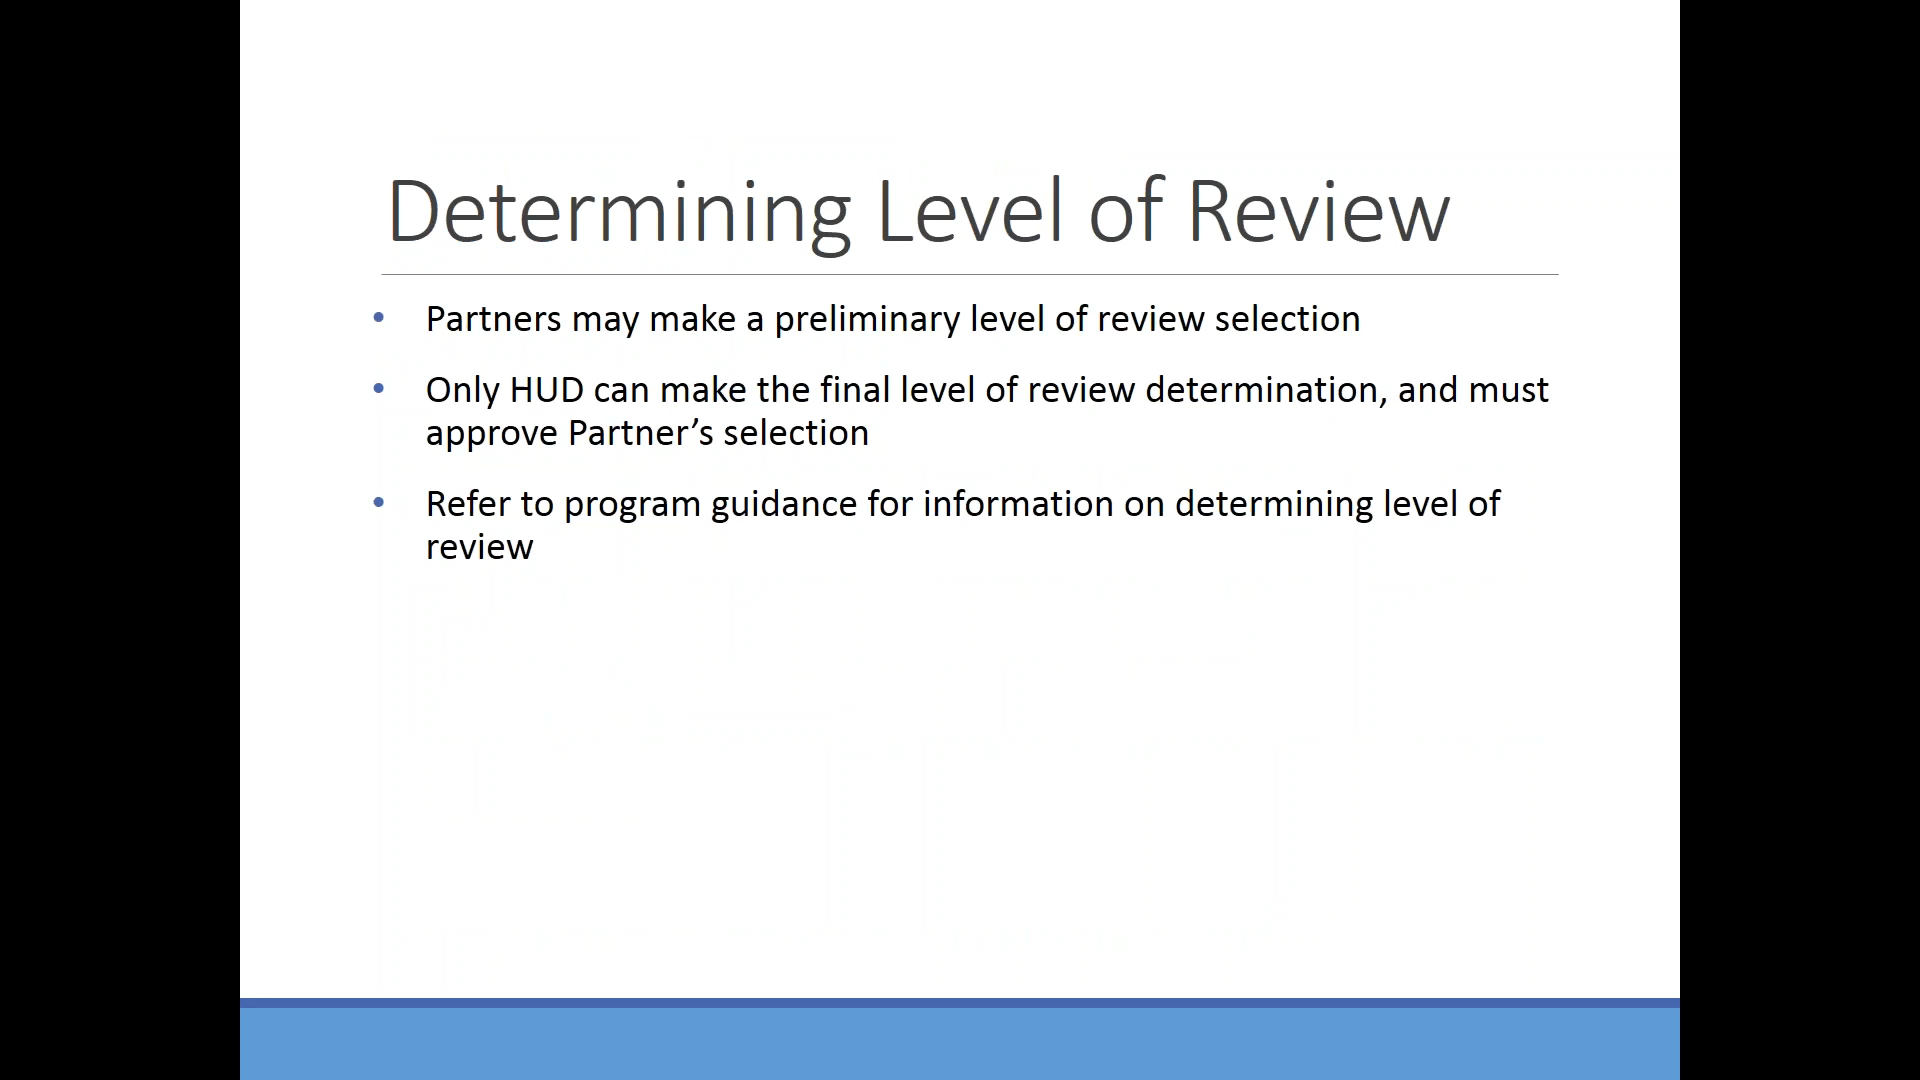 Determining Level of Review
• Partners may make a preliminary level of review selection
• Only HUD can make the final level of review determination, and must
approve Partner’s selection
• Refer to program guidance for information on determining level of
review